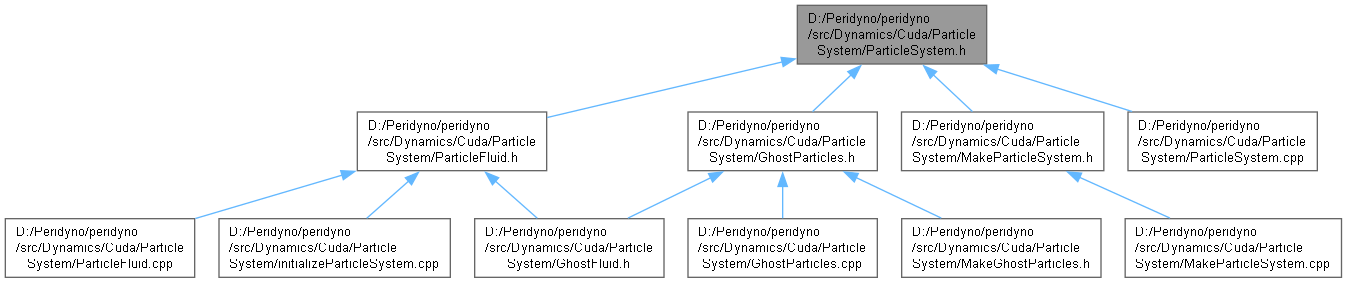 D:/Peridyno/peridyno
/src/Dynamics/Cuda/Particle
System/ParticleSystem.h
D:/Peridyno/peridyno
/src/Dynamics/Cuda/Particle
System/ParticleFluid.h
D:/Peridyno/peridyno
/src/Dynamics/Cuda/Particle
System/GhostParticles.h
D:/Peridyno/peridyno
/src/Dynamics/Cuda/Particle
System/MakeParticleSystem.h
D:/Peridyno/peridyno
/src/Dynamics/Cuda/Particle
System/ParticleSystem.cpp
D:/Peridyno/peridyno
/src/Dynamics/Cuda/Particle
System/ParticleFluid.cpp
D:/Peridyno/peridyno
/src/Dynamics/Cuda/Particle
System/initializeParticleSystem.cpp
D:/Peridyno/peridyno
/src/Dynamics/Cuda/Particle
System/GhostFluid.h
D:/Peridyno/peridyno
/src/Dynamics/Cuda/Particle
System/GhostParticles.cpp
D:/Peridyno/peridyno
/src/Dynamics/Cuda/Particle
System/MakeGhostParticles.h
D:/Peridyno/peridyno
/src/Dynamics/Cuda/Particle
System/MakeParticleSystem.cpp